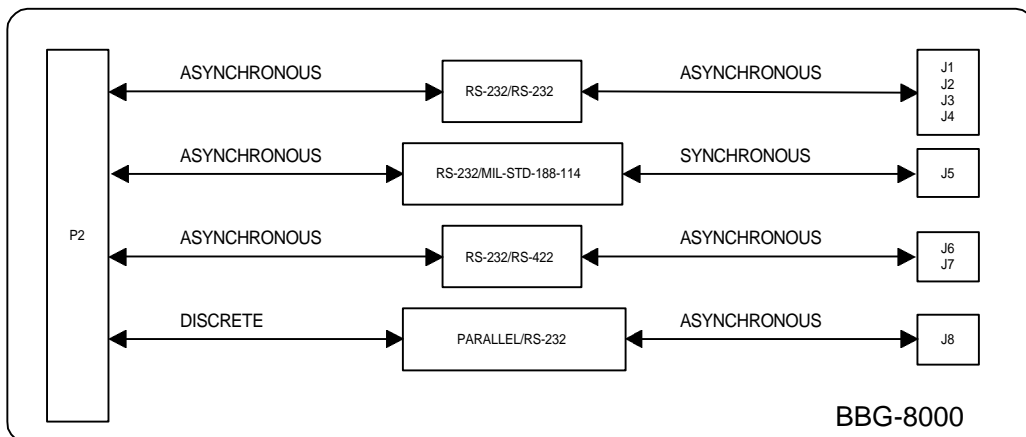 ASYNCHRONOUS
RS-232/RS-232
ASYNCHRONOUS
J1
J2
J3
J4
ASYNCHRONOUS
RS-232/MIL-STD-188-114
SYNCHRONOUS
J5
P2
ASYNCHRONOUS
RS-232/RS-422
ASYNCHRONOUS
J6
J7
DISCRETE
PARALLEL/RS-232
ASYNCHRONOUS
J8
BBG-8000